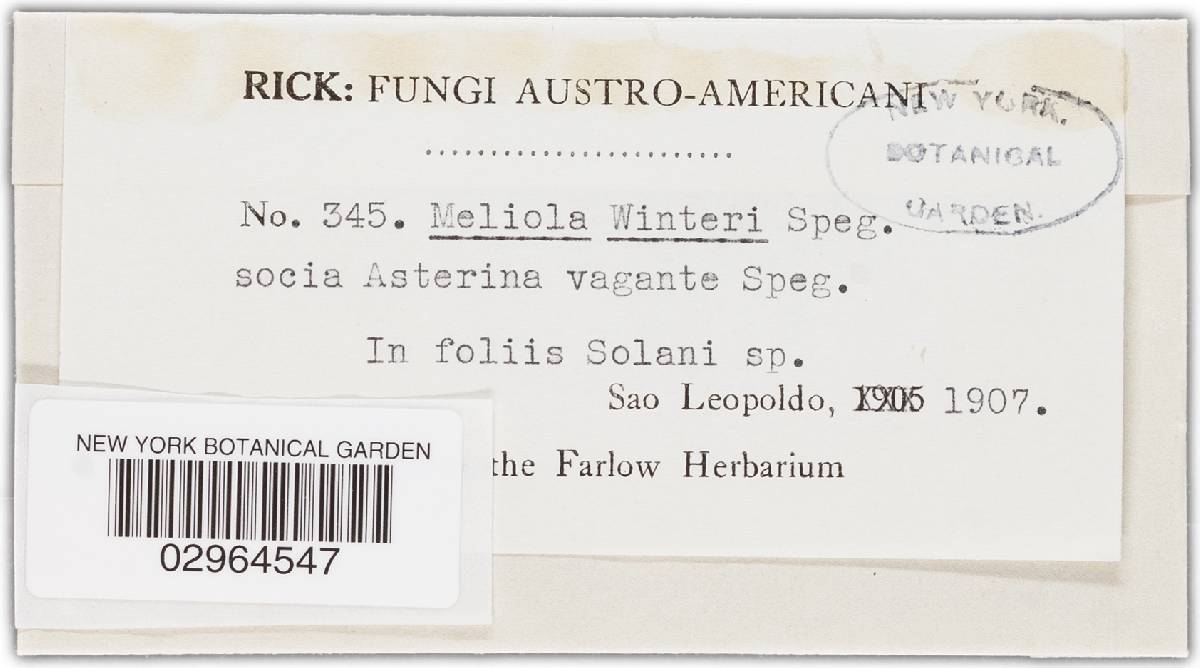 RICK: FUNGI AUSTRO-AMERICANI
NEW YORK.
BOTANICAL
GARDEN.
No. 345. Meliola Winteri Speg.
socia Asterina vagante Speg.
In foliis Solani sp.
Sao Leopoldo, 1905 1907.
the Farlow Herbarium
NEW YORK BOTANICAL GARDEN
02964547